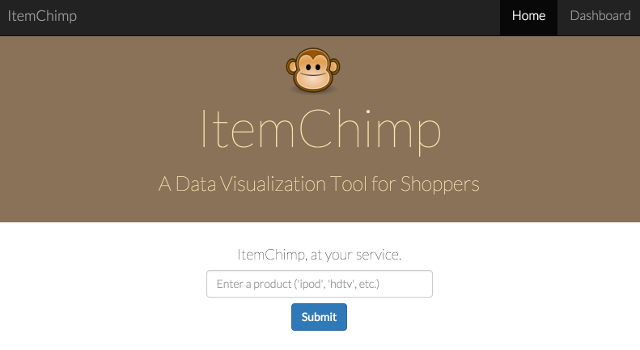 ItemChimp Home Dashboard
ItemChimp
A Data Visualization Tool for Shoppers
ItemChimp, at your service.
Enter a product ('ipod', 'hdtv', etc.)
Submit